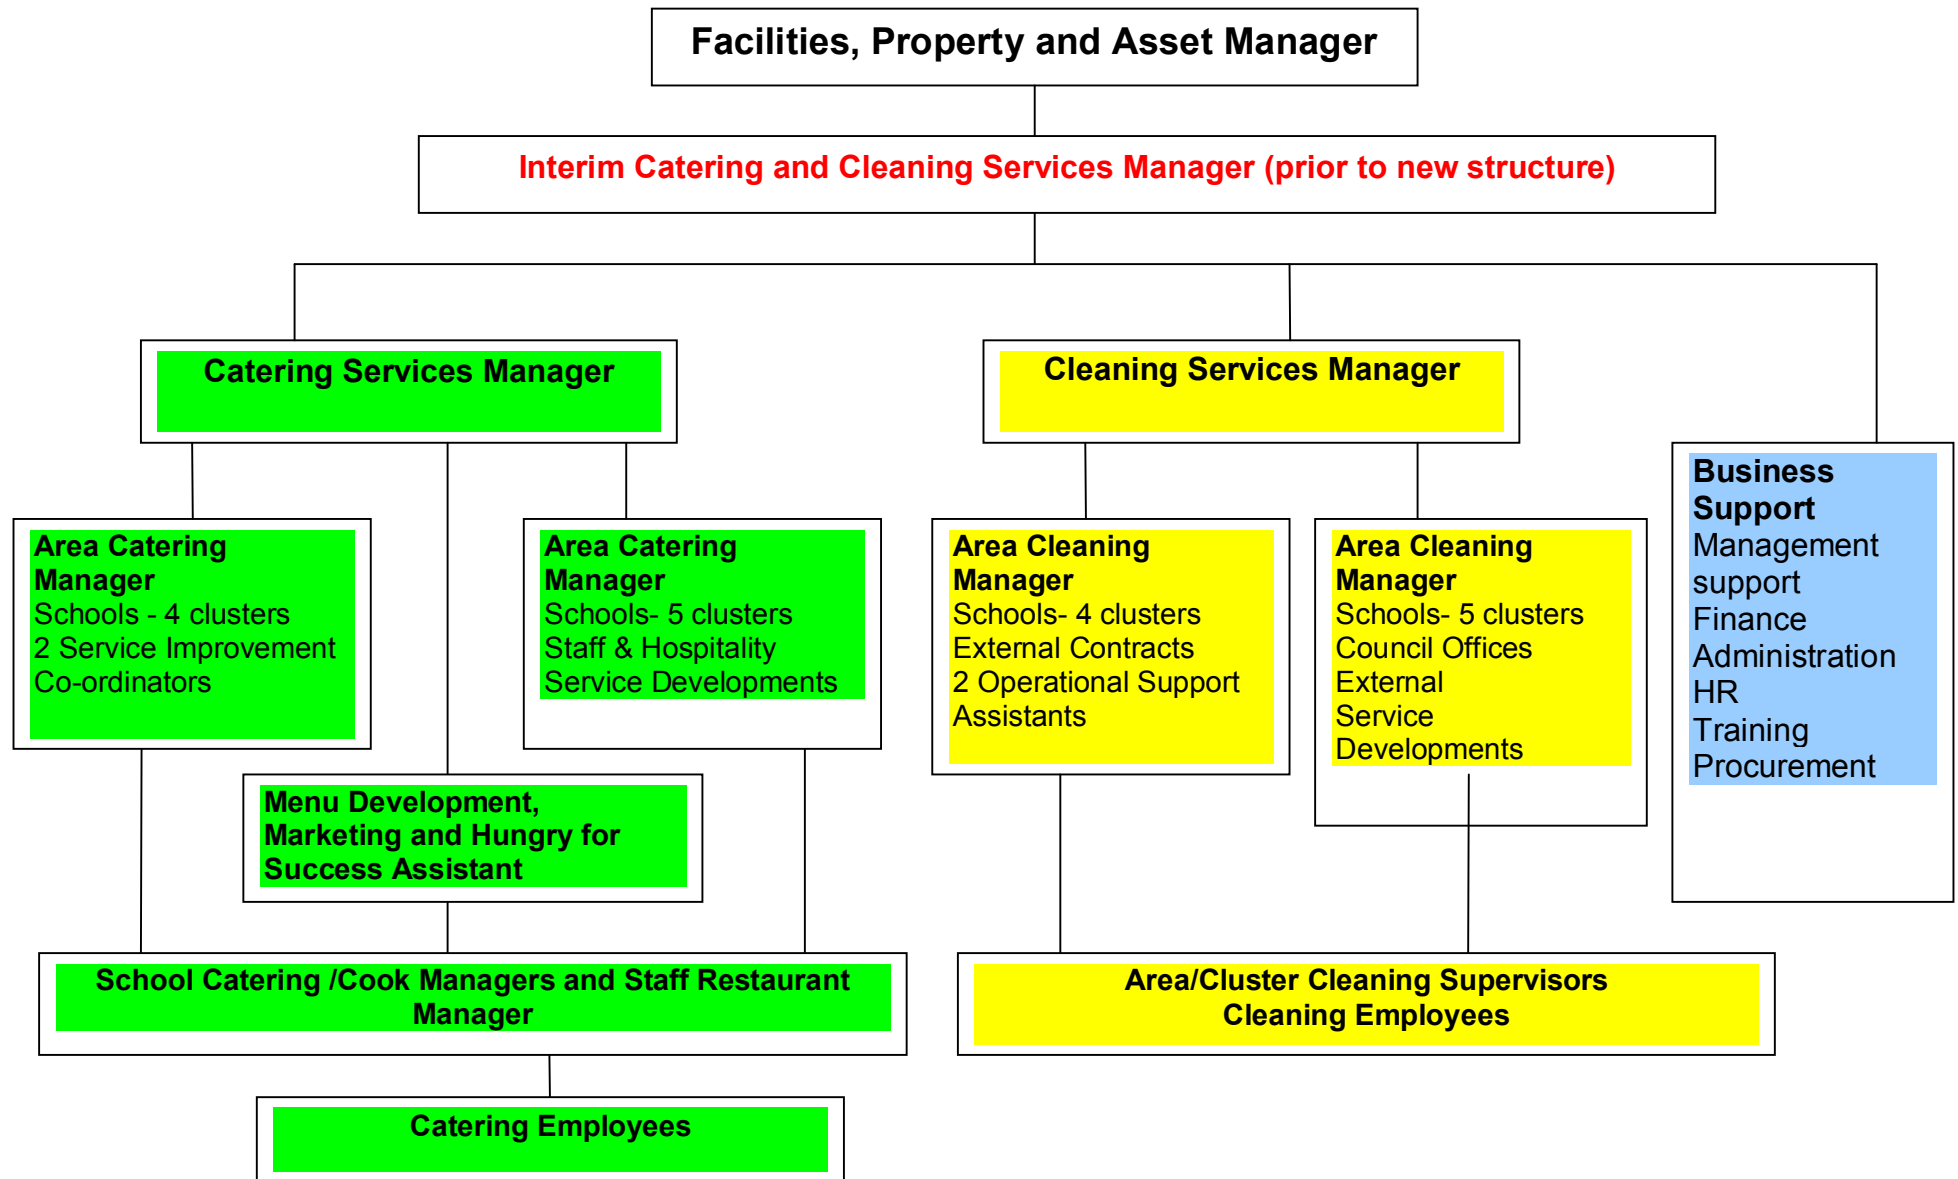 Facilities, Property and Asset Manager
Interim Catering and Cleaning Services Manager (prior to new structure)
Catering Services Manager
Cleaning Services Manager
Business
Support
Management
support
Finance
Administration
HR
Training
Procurement
Area Catering
Manager
Schools - 4 clusters
2 Service Improvement
Co-ordinators
Area Catering
Manager
Schools- 5 clusters
Staff & Hospitality
Service Developments
Area Cleaning
Manager
Schools- 4 clusters
External Contracts
2 Operational Support
Assistants
Area Cleaning
Manager
Schools- 5 clusters
Council Offices
External
Service
Developments
Menu Development,
Marketing and Hungry for
Success Assistant
School Catering /Cook Managers and Staff Restaurant
Manager
Area/Cluster Cleaning Supervisors
Cleaning Employees
Catering Employees